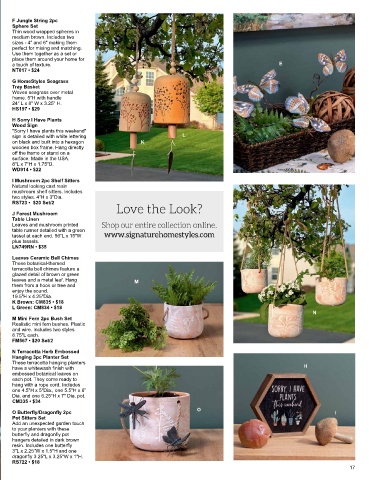 F Jungle String 2pc
Sphere Set
Thin wood wrapped spheres in
medium brown. Includes two
sizes - 4" and 6" making them
perfect for mixing and matching.
Use them together as a set or
place them around your home for
a touch of texture.
NT017 • $24
G HomeStyles Seagrass
Tray Basket
Woven seagrass over metal
frame. 9"H with handle
24" L x 8" W x 3.25" H.
HS197 • $29
H Sorry I Have Plants
Wood Sign
"Sorry I have plants this weekend"
sign is detailed with white lettering
on black and built into a hexagon
wooden box frame. Hang directly
off the frame or stand on a
surface. Made in the USA.
8"L x 7"H x 1.75"D.
WD914 • $22
I Mushroom 2pc Shelf Sitters
Natural looking cast resin
mushroom shelf sitters. Includes
two styles. 4"H x 3"Dia.
RS723 • $20 Set/2
J Forest Mushroom
Table Linen
Leaves and mushroom printed
table runner detailed with a green
tassel at each end. 56"L x 16"W
plus tassels.
LN749RN • $35
Leaves Ceramic Bell Chimes
These botanical-themed
terracotta bell chimes feature a
glazed detail of brown or green
leaves and a metal leaf. Hang
them from a hook or tree and
enjoy the sound.
19.5"H x 4.25"Dia.
K Brown: CM835 • $18
L Green: CM834 • $18
M Mini Fern 2pc Bush Set
Realistic mini fern bushes. Plastic
and wire. Includes two styles
8.75"L each.
FM567 • $20 Set/2
N Terracotta Herb Embossed
Hanging 3pc Planter Set
These terracotta hanging planters
have a whitewash finish with
embossed botanical leaves on
each pot. They come ready to
hang with a rope cord. Includes
one 4.5"H x 5"Dia., one 5.5"H x 6"
Dia. and one 6.25"H x 7" Dia. pot.
CM335 • $34
O Butterfly/Dragonfly 2pc
Pot Sitters Set
Add an unexpected garden touch
to your planters with these
butterfly and dragonfly pot
hangers detailed in dark brown
resin. Includes one butterfly
3"L x 2.25"W x 1.5"H and one
dragonfly 3.25"L x 3.25"W x 1"H.
RS722 • $18
Love the Look?
Shop our entire collection online.
www.signaturehomestyles.com
M
N
O
H
SORRY, I HAVE
PLANTS
this weekend
17